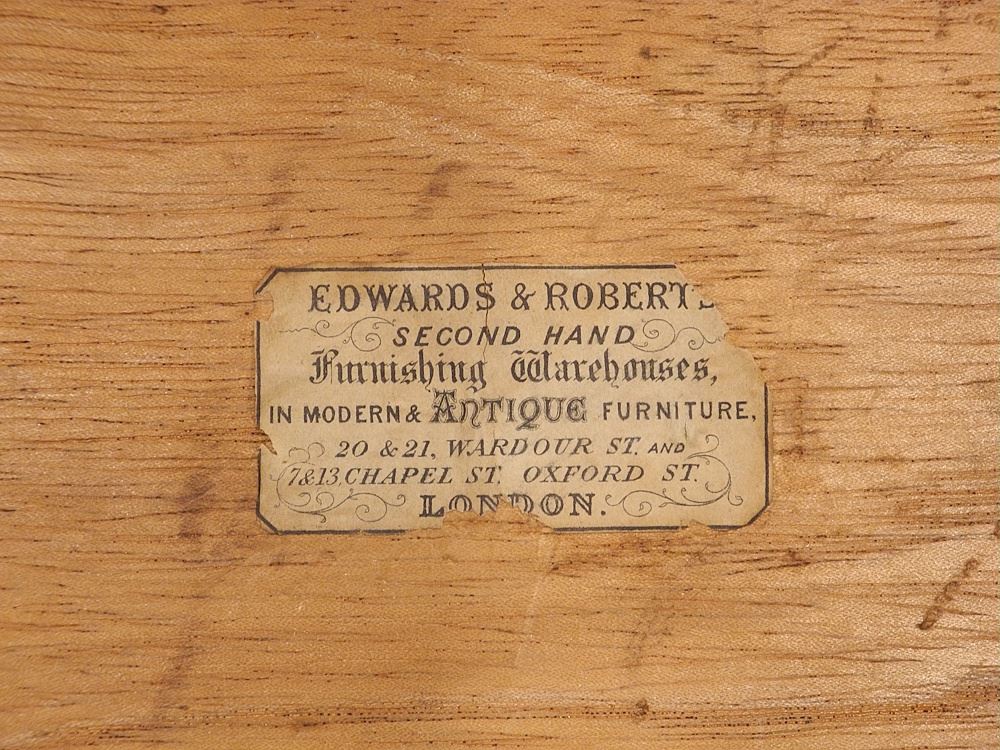 EDWARDS & ROBERTS
SECOND HAND
Furnishing Warehouses,
IN MODERN & ANTIQUE FURNITURE,
20 & 21, WARDOUR ST. AND
7&13, CHAPEL ST. OXFORD ST.
LONDON.